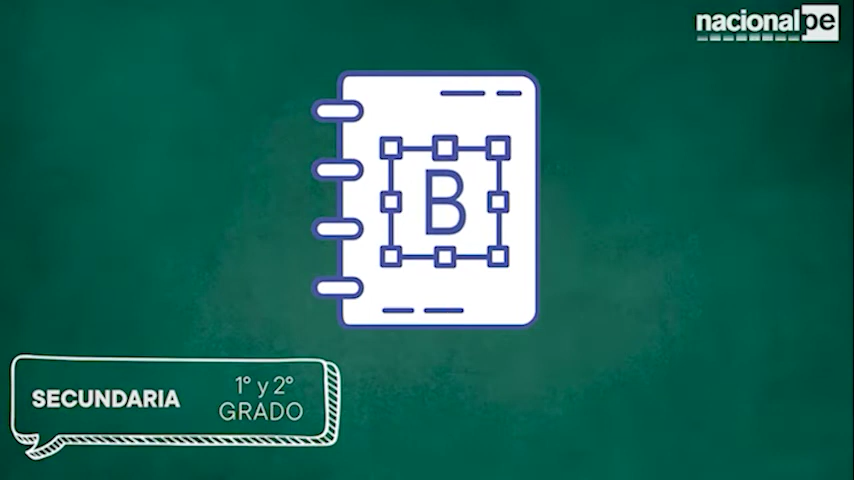 nacionalpe
B
SECUNDARIA
1° y 2°
GRADO